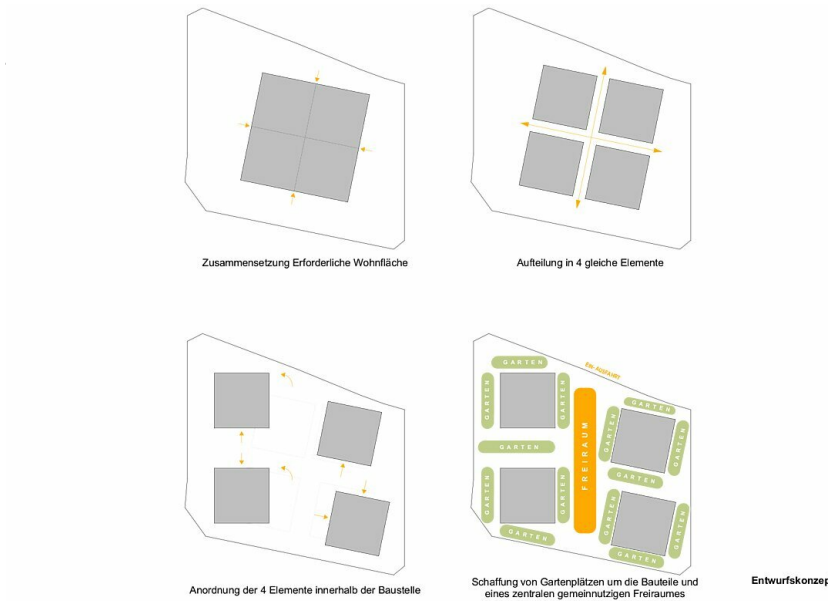 Zusammensetzung Erforderliche Wohnfläche
Aufteilung in 4 gleiche Elemente
Anordnung der 4 Elemente innerhalb der Baustelle
GARTEN
GARTEN
GARTEN
FREIRAUM
GARTEN
GARTEN
GARTEN
GARTEN
GARTEN
GARTEN
GARTEN
GARTEN
GARTEN
GARTEN
GARTEN
Schaffung von Gartenplätzen um die Bauteile und
eines zentralen gemeinnutzigen Freiraumes
Entwurfskonzep